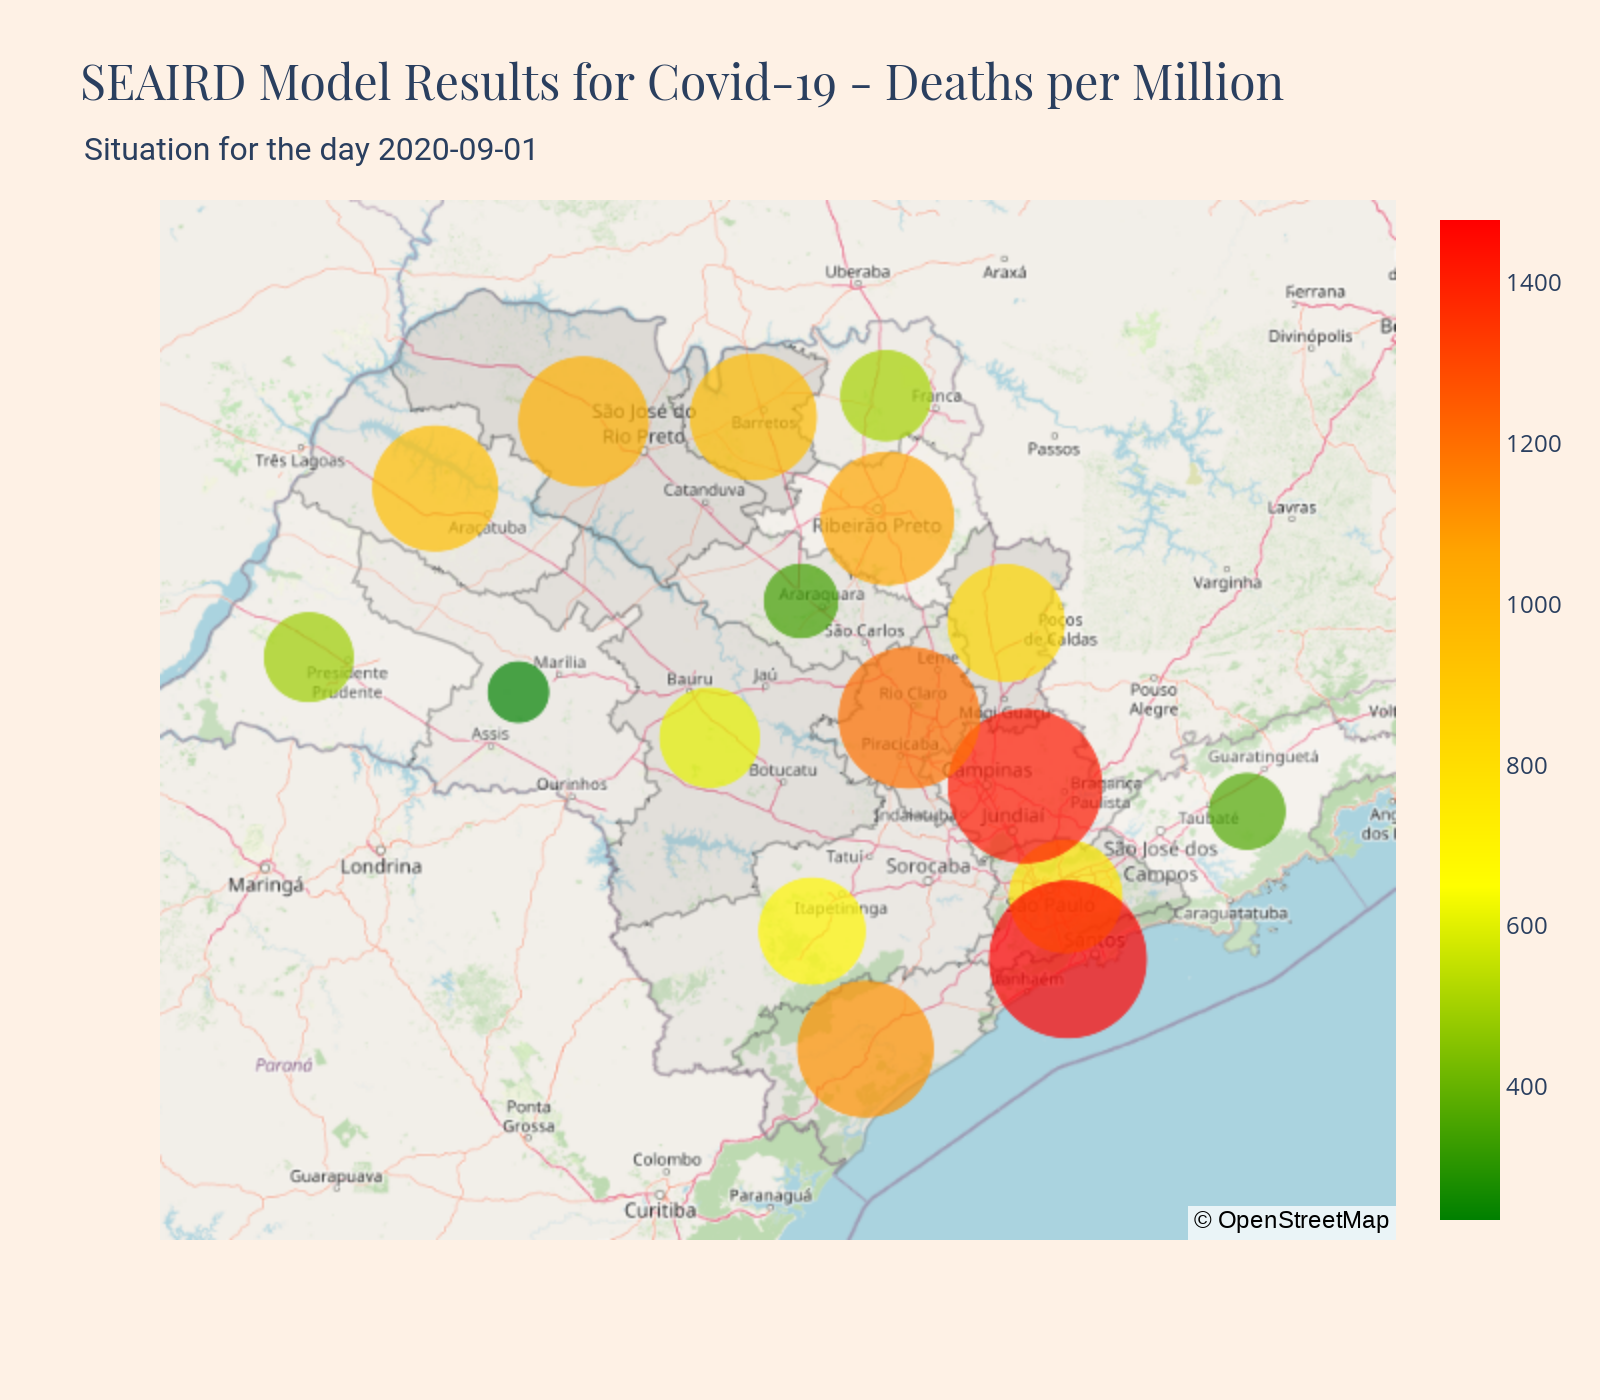 SEAIRD Model Results for Covid-19 - Deaths per Million
Situation for the day 2020-09-01
Uberaba
Araxá
Ferrana
Divinópolis
1400
São José do
Rio Preto
Barretos
Franca
Passos
1200
Três Lagoas
Catanduva
Araçatuba
Ribeirão Preto
Lavras
Varginha
1000
Araraquara
São Carlos
Poços
de Caldas
Leme
Presidente
Prudente
Marília
Bauru
Jaú
Rio Claro
Mogi Guaçu
Pouso
Alegre
Assis
Piracicaba
Guaratinguetá
800
Ourinhos
Botucatu
Campinas
Bragança
Paulista
Indaiatuba
Jundiaí
Taubaté
Londrina
Maringá
Tatuí
Sorocaba
São José dos
Campos
Itapetininga
São Paulo
Caraguatatuba
600
Santos
Itanhaém
Paraná
400
Ponta
Grossa
Guarapuava
Colombo
Curitiba
Paranaguá
© OpenStreetMap